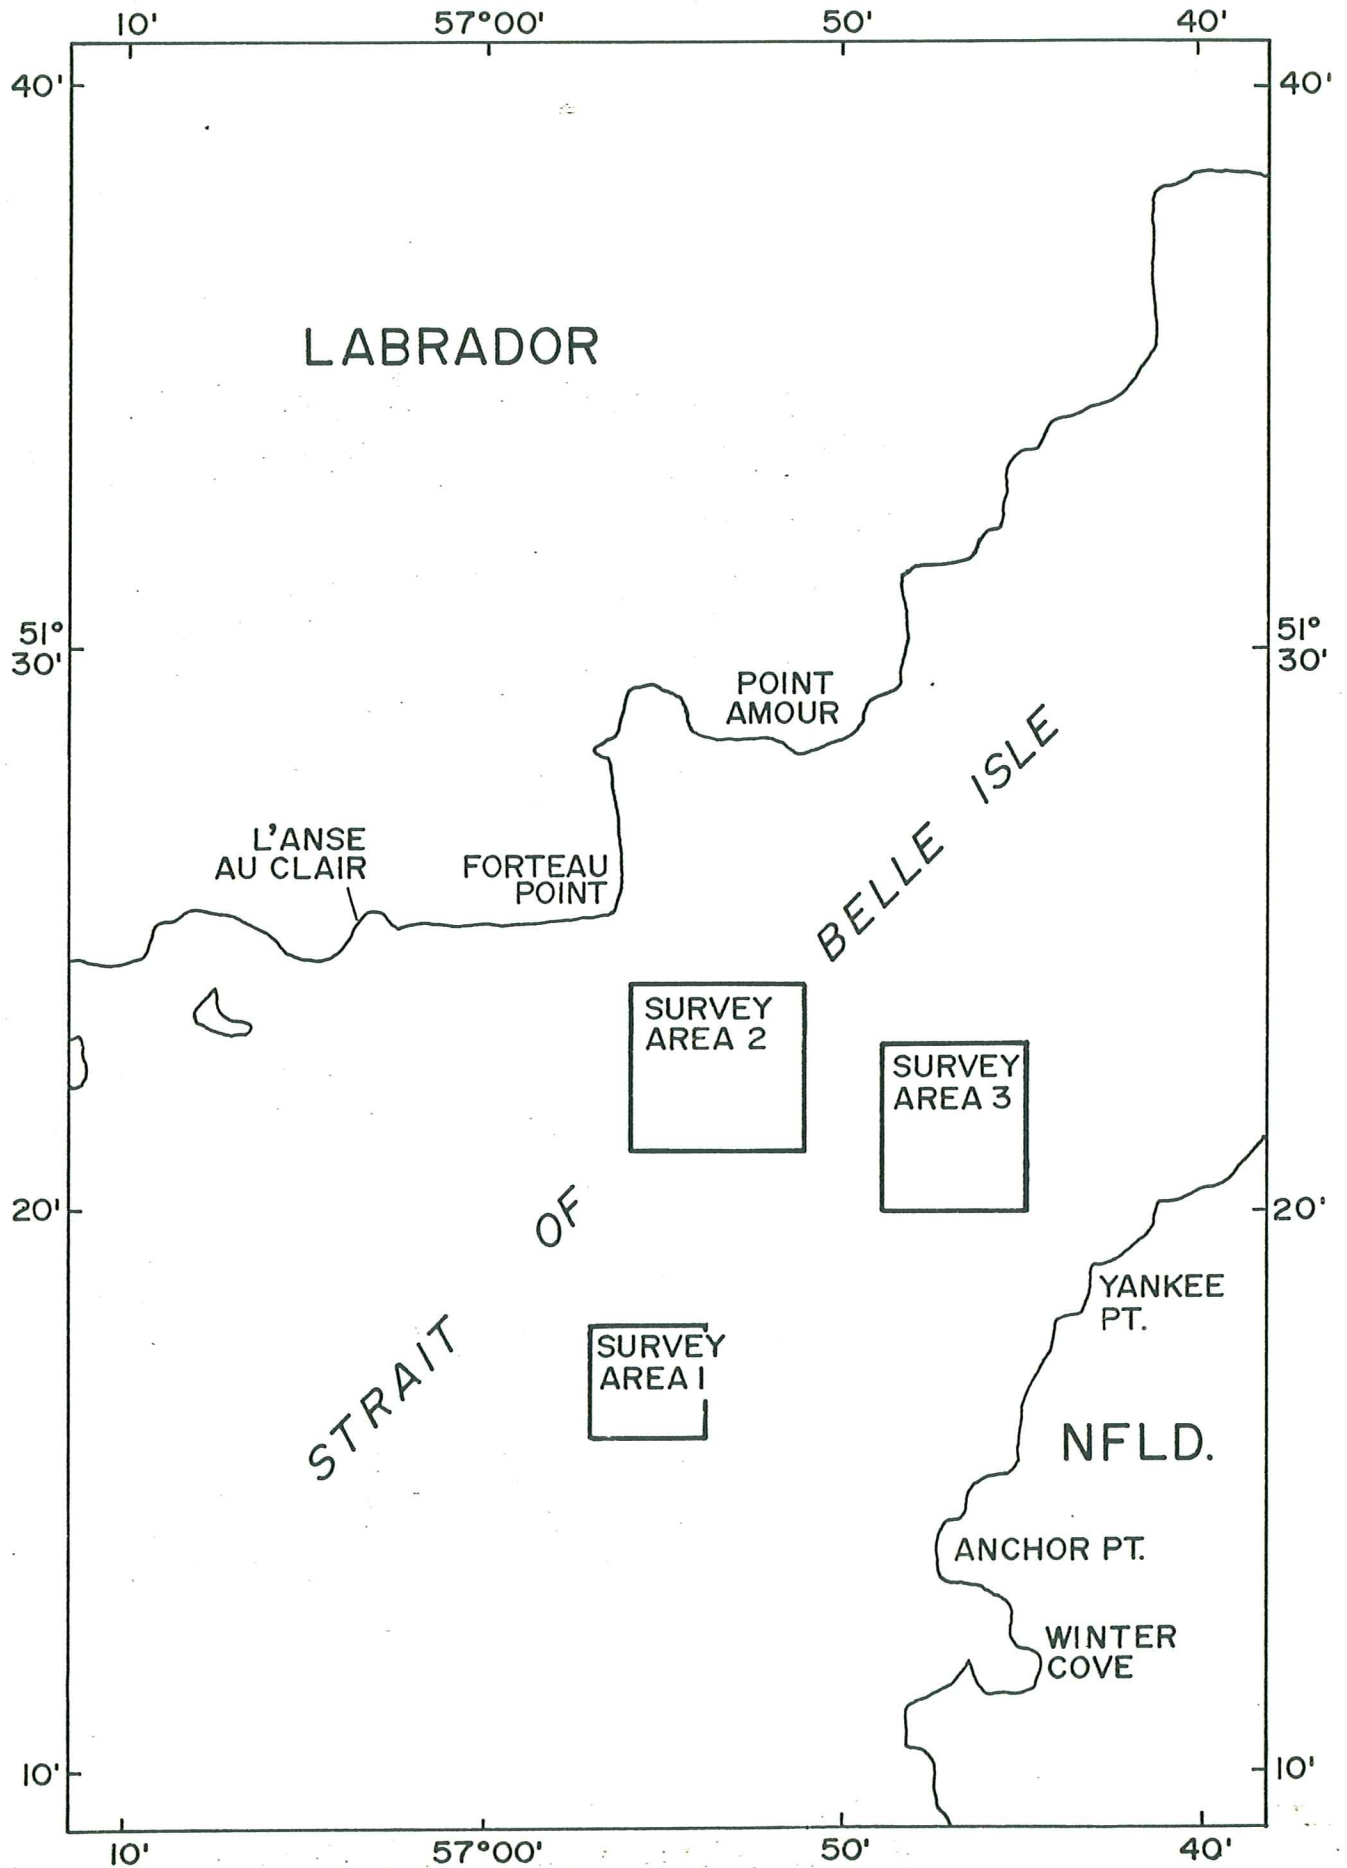 10' 57°00' 50' 40'
40' 40'
LABRADOR
51° 51°
30' 30'
POINT
AMOUR
BELLE ISLE
L'ANSE
AU CLAIR
FORTEAU
POINT
SURVEY
AREA 2
SURVEY
AREA 3
20' 20'
OF
YANKEE
PT.
STRAIT
SURVEY
AREA 1
NFLD.
ANCHOR PT.
WINTER
COVE
10' 10'
10' 57°00' 50' 40'